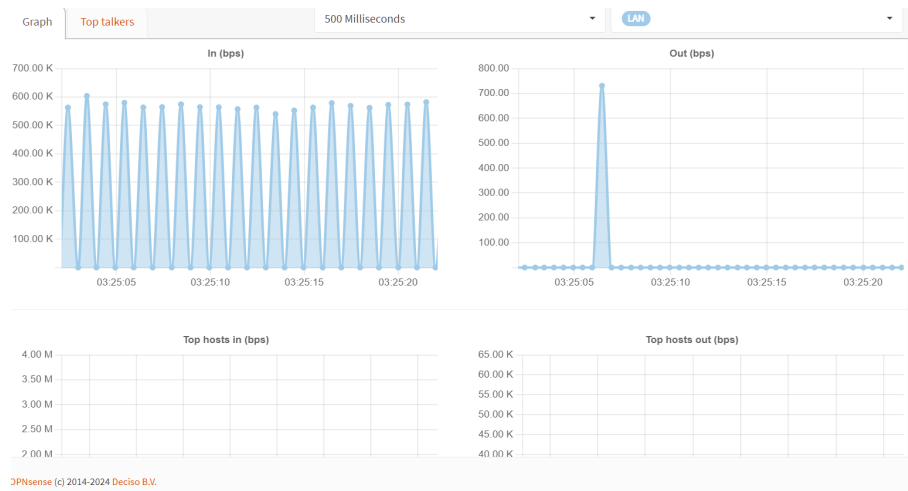 Graph
Top talkers
500 Milliseconds
LAN
In (bps)
700.00 K
600.00 K
500.00 K
400.00 K
300.00 K
200.00 K
100.00 K
03:25:05 03:25:10 03:25:15 03:25:20
Out (bps)
800.00
700.00
600.00
500.00
400.00
300.00
200.00
100.00
03:25:05 03:25:10 03:25:15 03:25:20
Top hosts in (bps)
4.00 M
3.50 M
3.00 M
2.50 M
2.00 M
Top hosts out (bps)
65.00 K
60.00 K
55.00 K
50.00 K
45.00 K
40.00 K
OPNsense (c) 2014-2024 Deciso B.V.